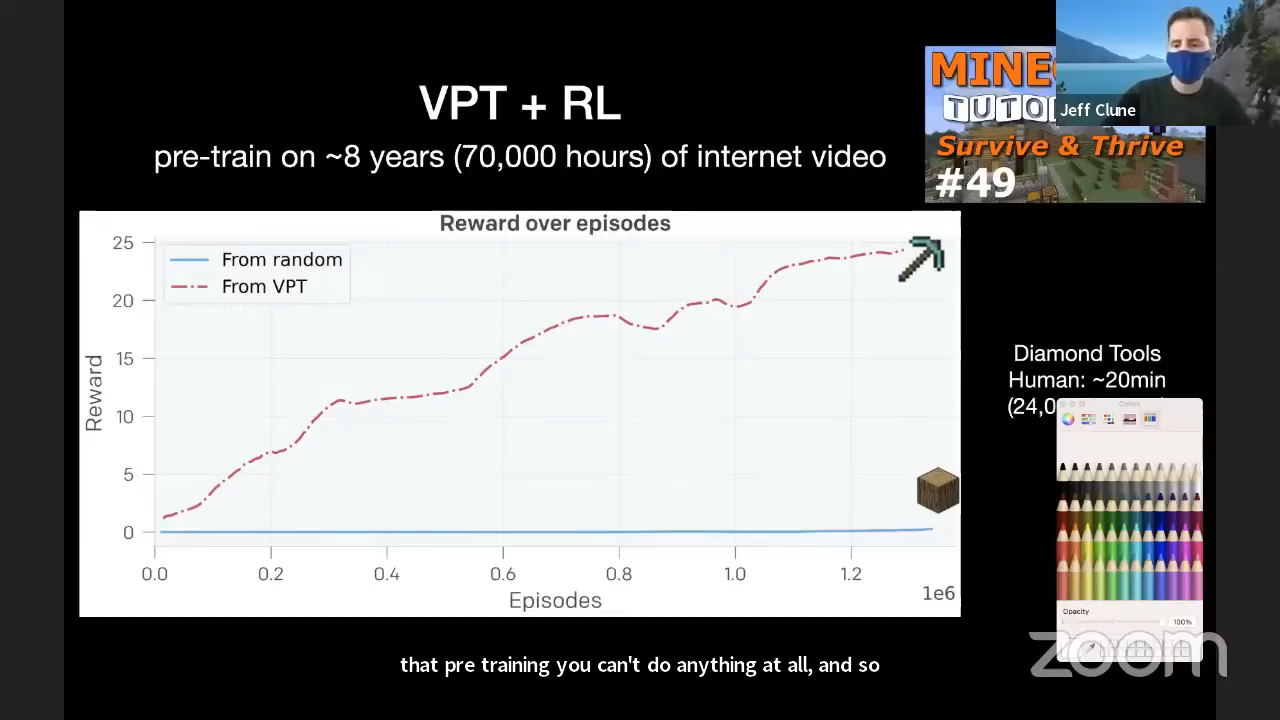 VPT + RL
pre-train on ~8 years (70,000 hours) of internet video
MINE
TUTO
Survive & Thrive
#49
Jeff Clune
Reward over episodes
From random
From VPT
Reward
25
20
15
10
5
0
0.0 0.2 0.4 0.6 0.8 1.0 1.2
1e6
Episodes
Diamond Tools
Human: ~20min
(24,0
Colors
Opacity
100%
zoom
that pre training you can't do anything at all, and so